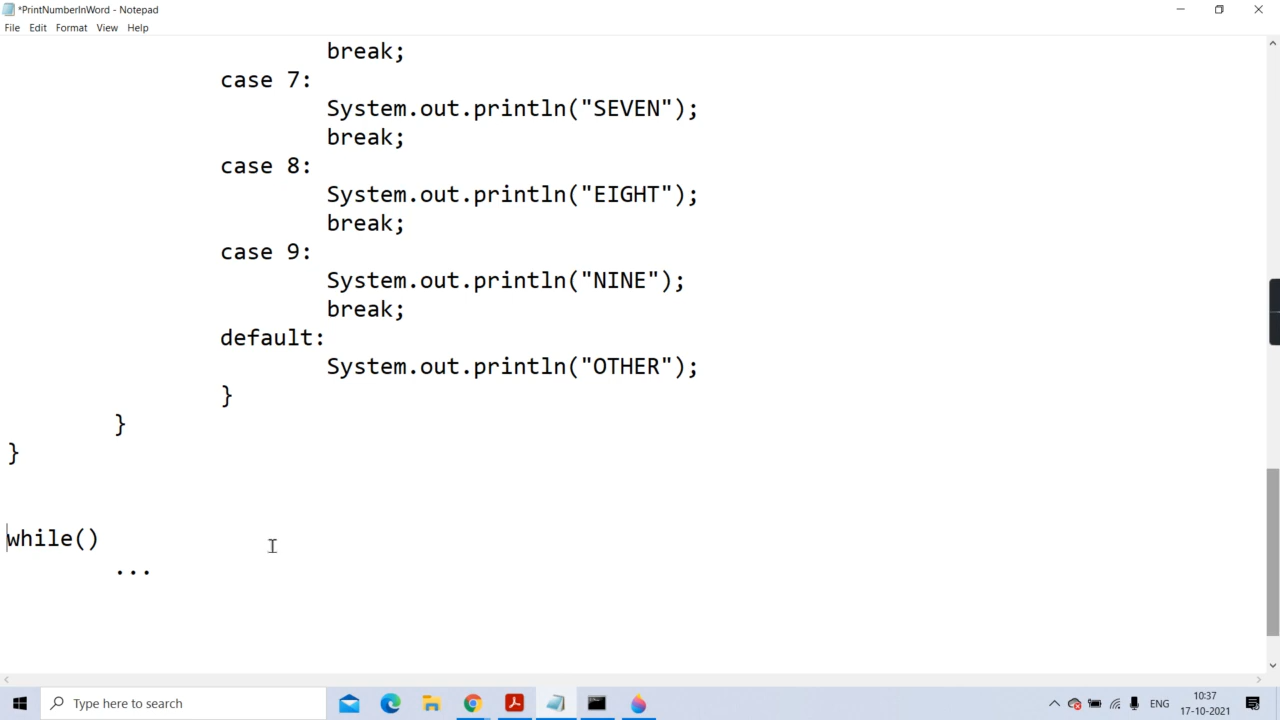 *PrintNumberInWord - Notepad
File Edit Format View Help
break;
case 7:
System.out.println("SEVEN");
break;
case 8:
System.out.println("EIGHT");
break;
case 9:
System.out.println("NINE");
break;
default:
System.out.println("OTHER");
}
}
}
while()
...
Type here to search
ENG
10:37
17-10-2021